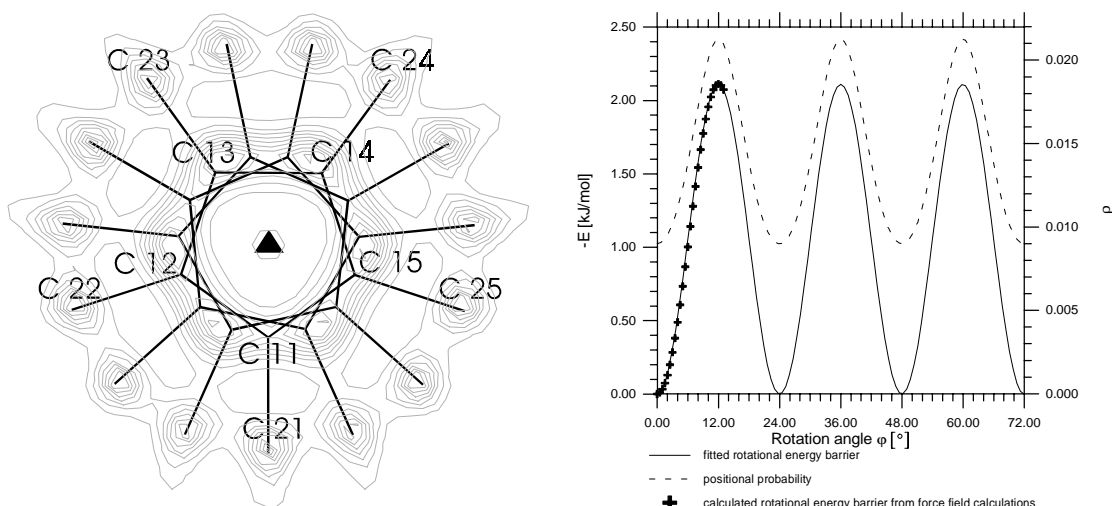 C 23
C 24
C 13
C 14
C 12
C 15
C 22
C 25
C 11
C 21
2.50
2.00
1.50
1.00
0.50
0.00
-E [kJ/mol]
0.020
0.015
0.010
0.005
0.000
ρ
0.00 12.00 24.00 36.00 48.00 60.00 72.00
Rotation angle φ [°]
fitted rotational energy barrier
positional probability
calculated rotational energy barrier from force field calculations